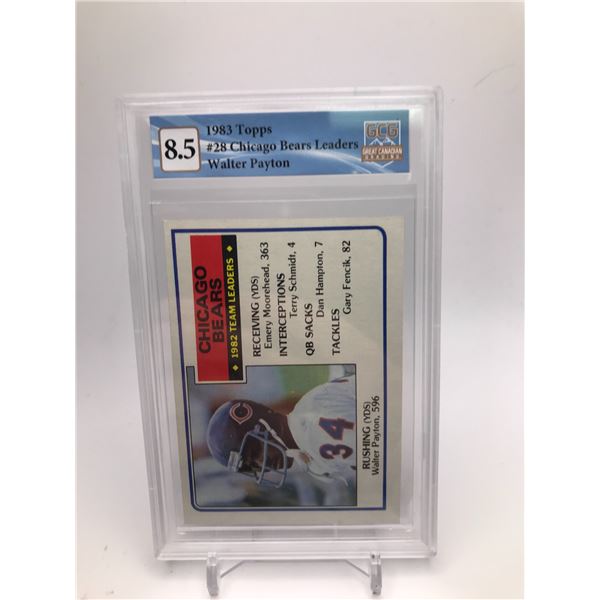 8.5
1983 Topps
#28 Chicago Bears Leaders
Walter Payton
GCG
GREAT CANADIAN
GRADING
CHICAGO
BEARS
1982 TEAM LEADERS
RECEIVING (YDS)
Emery Moorehead, 363
INTERCEPTIONS
Terry Schmidt, 4
QB SACKS
Dan Hampton, 7
TACKLES
Gary Fencik, 82
34
RUSHING (YDS)
Walter Payton, 596